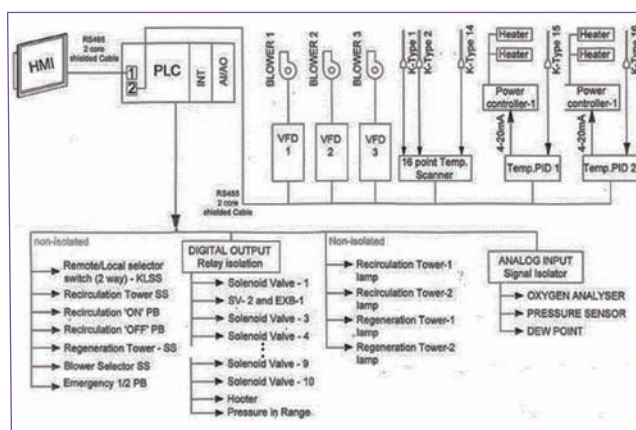 HMI
RS485
2 core
shielded Cable
1
2
PLC
INT
AI/AO
BLOWER 1
BLOWER 2
BLOWER 3
VFD
1
VFD
2
VFD
3
K-Type 1
K-Type 2
K-Type 14
16 point Temp.
Scanner
Heater
Heater
K-Type 15
Power
controller-1
4-20mA
Temp.PID 1
Heater
Heater
Power
controller-1
4-20mA
Temp.PID 2
RS485
2 core
shielded Cable
non-isolated
Remote/Local selector
switch (2 way) - KLSS
Recirculation Tower SS
Recirculation 'ON' PB
Recirculation 'OFF' PB
Regeneration Tower - SS
Blower Selector SS
Emergency 1/2 PB
DIGITAL OUTPUT
Relay isolation
Solenoid Valve - 1
SV- 2 and EXB-1
Solenoid Valve - 3
Solenoid Valve - 4
Solenoid Valve - 9
Solenoid Valve - 10
Hooter
Pressure in Range
Non-isolated
Recirculation Tower-1
lamp
Recirculation Tower-2
lamp
Regeneration Tower-1
lamp
Regeneration Tower-2
lamp
ANALOG INPUT
Signal Isolator
OXYGEN ANALYSER
PRESSURE SENSOR
DEW POINT